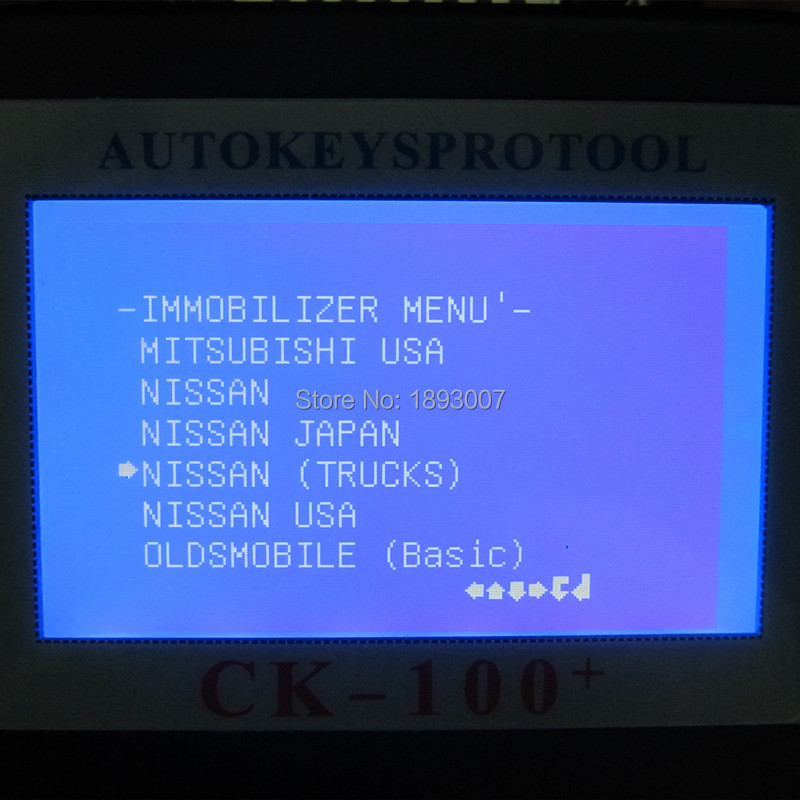 AUTOKEYSPROTOOL
-IMMOBILIZER MENU'-
MITSUBISHI USA
NISSAN
Store No: 1893007
NISSAN JAPAN
NISSAN (TRUCKS)
NISSAN USA
OLDSMOBILE (Basic)
CK-100+